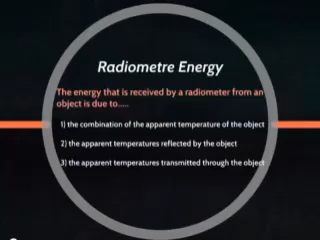 Radiometre Energy
The energy that is received by a radiometer from an
object is due to.....
1) the combination of the apparent temperature of the object
2) the apparent temperatures reflected by the object
3) the apparent temperatures transmitted through the object